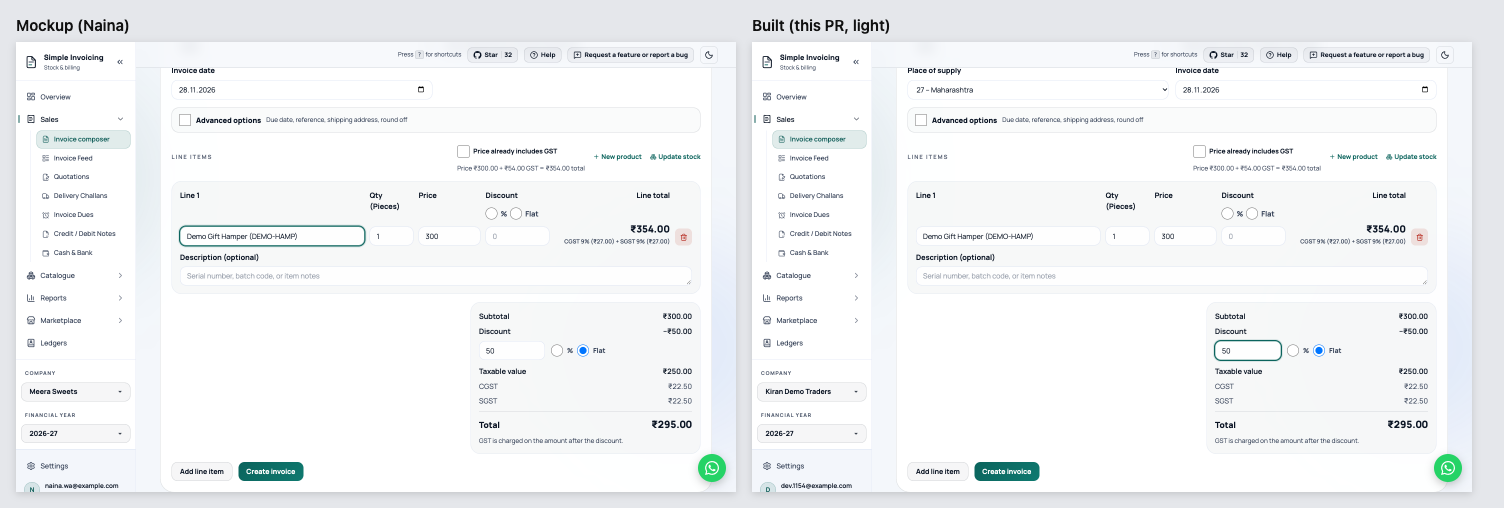 Mockup (Naina)
Simple Invoicing
Stock & billing
«
Press ? for shortcuts
Star 32
Help
Request a feature or report a bug
Overview
Sales
Invoice composer
Invoice Feed
Quotations
Delivery Challans
Invoice Dues
Credit / Debit Notes
Cash & Bank
Catalogue
Reports
Marketplace
Ledgers
COMPANY
Meera Sweets
FINANCIAL YEAR
2026-27
Settings
N
naina.wa@example.com
Invoice date
28.11.2026
Advanced options Due date, reference, shipping address, round off
LINE ITEMS
Price already includes GST
Price ₹300.00 + ₹54.00 GST = ₹354.00 total
+ New product
Update stock
Line 1
Qty (Pieces)
Price
Discount
% Flat
Line total
Demo Gift Hamper (DEMO-HAMP)
1
300
0
₹354.00
CGST 9% (₹27.00) + SGST 9% (₹27.00)
Description (optional)
Serial number, batch code, or item notes
Subtotal ₹300.00
Discount −₹50.00
50 % Flat
Taxable value ₹250.00
CGST ₹22.50
SGST ₹22.50
Total ₹295.00
GST is charged on the amount after the discount.
Add line item
Create invoice
Built (this PR, light)
Simple Invoicing
Stock & billing
«
Press ? for shortcuts
Star 32
Help
Request a feature or report a bug
Overview
Sales
Invoice composer
Invoice Feed
Quotations
Delivery Challans
Invoice Dues
Credit / Debit Notes
Cash & Bank
Catalogue
Reports
Marketplace
Ledgers
COMPANY
Kiran Demo Traders
FINANCIAL YEAR
2026-27
Settings
D
dev.1154@example.com
Place of supply
27 – Maharashtra
Invoice date
28.11.2026
Advanced options Due date, reference, shipping address, round off
LINE ITEMS
Price already includes GST
Price ₹300.00 + ₹54.00 GST = ₹354.00 total
+ New product
Update stock
Line 1
Qty (Pieces)
Price
Discount
% Flat
Line total
Demo Gift Hamper (DEMO-HAMP)
1
300
0
₹354.00
CGST 9% (₹27.00) + SGST 9% (₹27.00)
Description (optional)
Serial number, batch code, or item notes
Subtotal ₹300.00
Discount −₹50.00
50 % Flat
Taxable value ₹250.00
CGST ₹22.50
SGST ₹22.50
Total ₹295.00
GST is charged on the amount after the discount.
Add line item
Create invoice